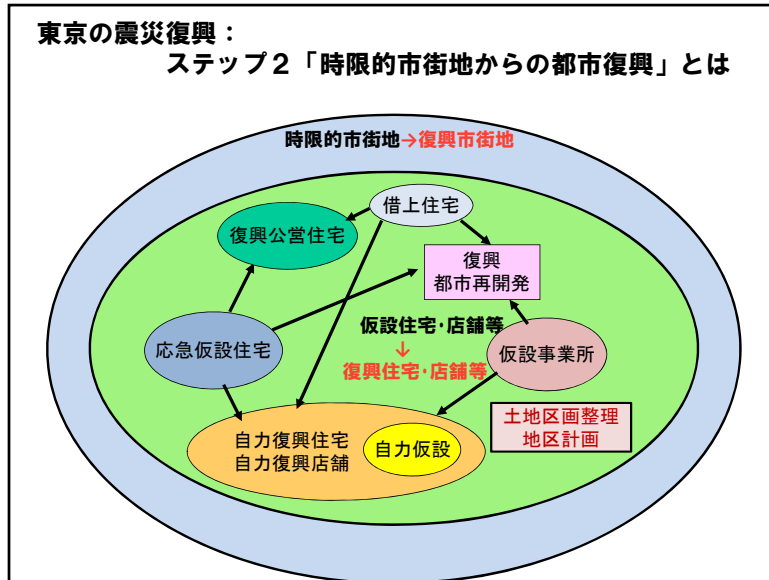 東京の震災復興：
ステップ２「時限的市街地からの都市復興」とは
時限的市街地→復興市街地
借上住宅
復興公営住宅
復興
都市再開発
仮設住宅・店舗等
↓
復興住宅・店舗等
応急仮設住宅
仮設事業所
土地区画整理
地区計画
自力復興住宅
自力復興店舗
自力仮設